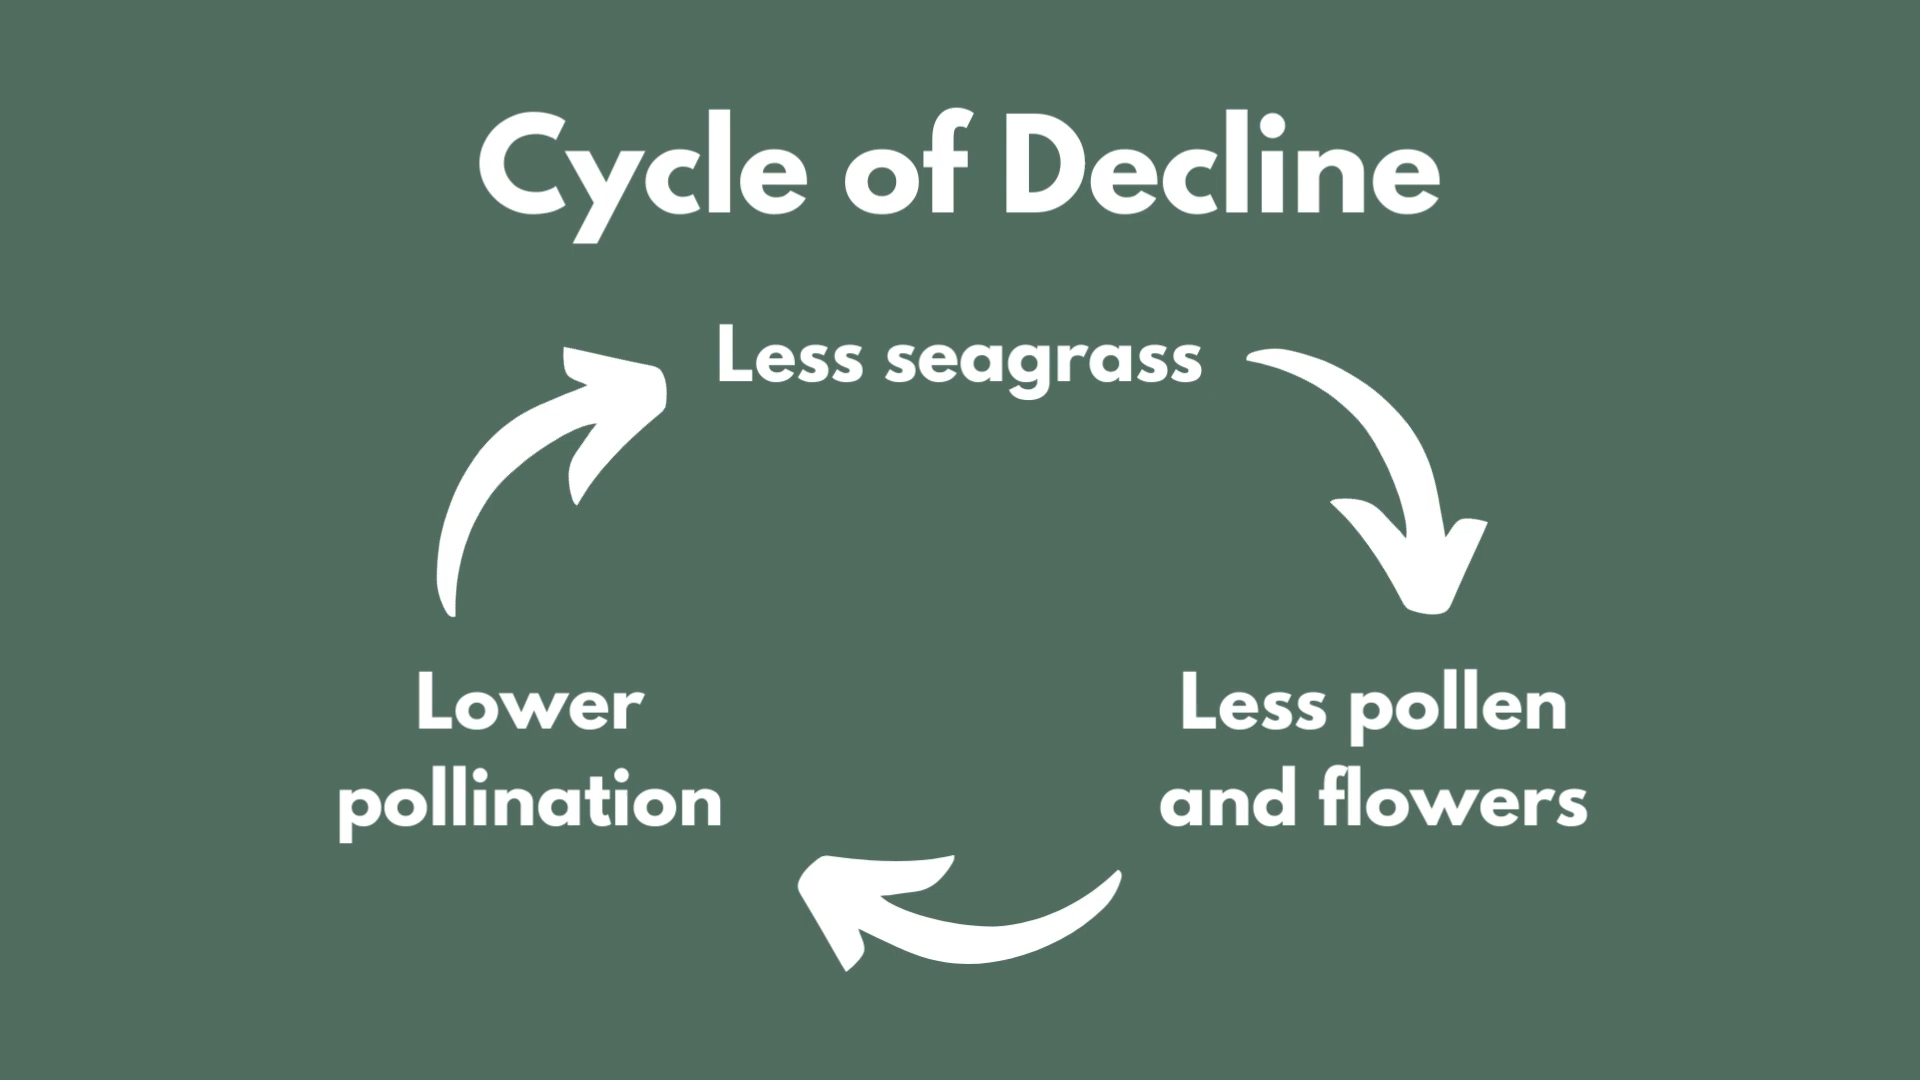 Cycle of Decline
Less seagrass
Less pollen
and flowers
Lower
pollination